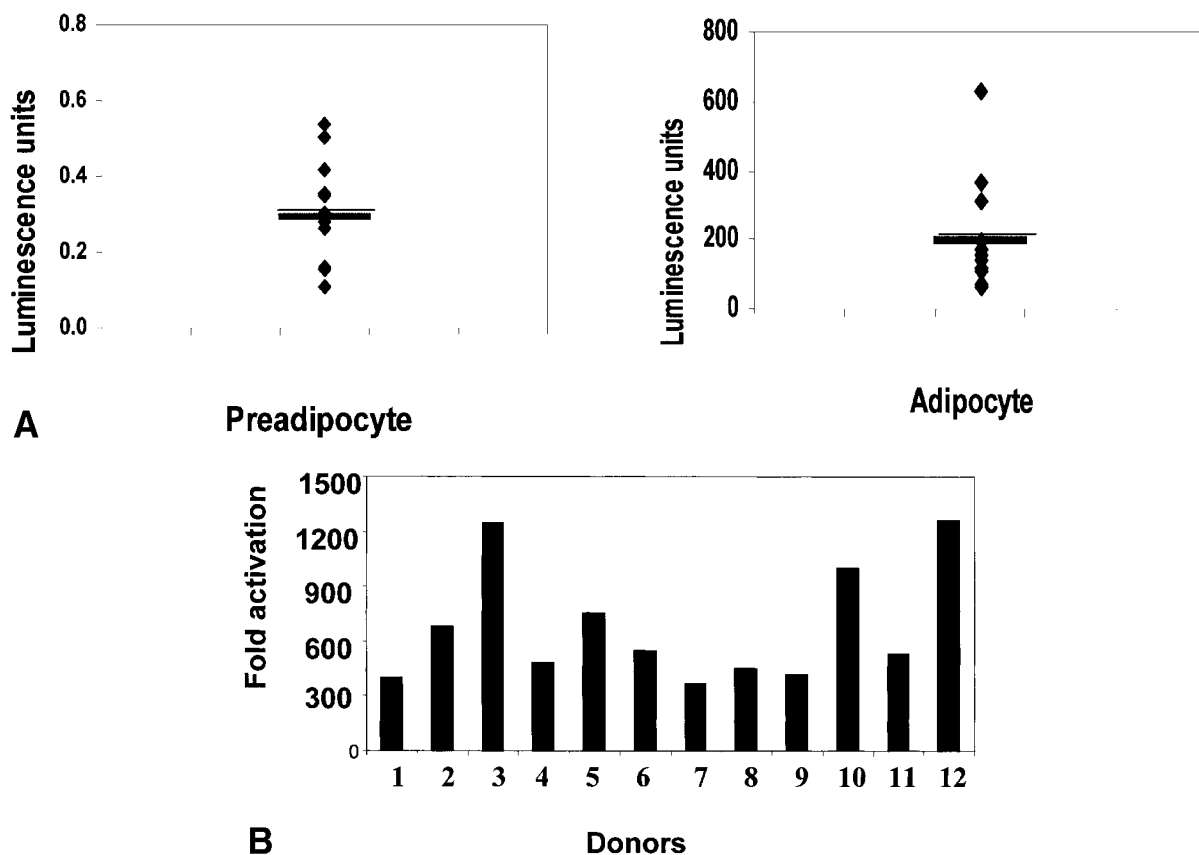 Luminescence units
0.8
0.6
0.4
0.2
0.0
Preadipocyte
Luminescence units
800
600
400
200
0
Adipocyte
A
Fold activation
1500
1200
900
600
300
0
1 2 3 4 5 6 7 8 9 10 11 12
Donors
B